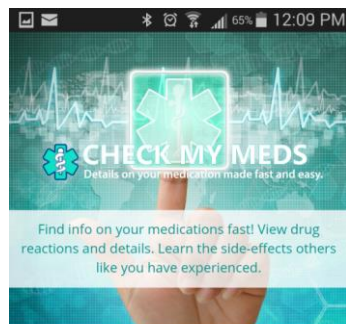 65% 12:09 PM
CHECK MY MEDS
Details on your medication made fast and easy.
Find info on your medications fast! View drug
reactions and details. Learn the side-effects others
like you have experienced.